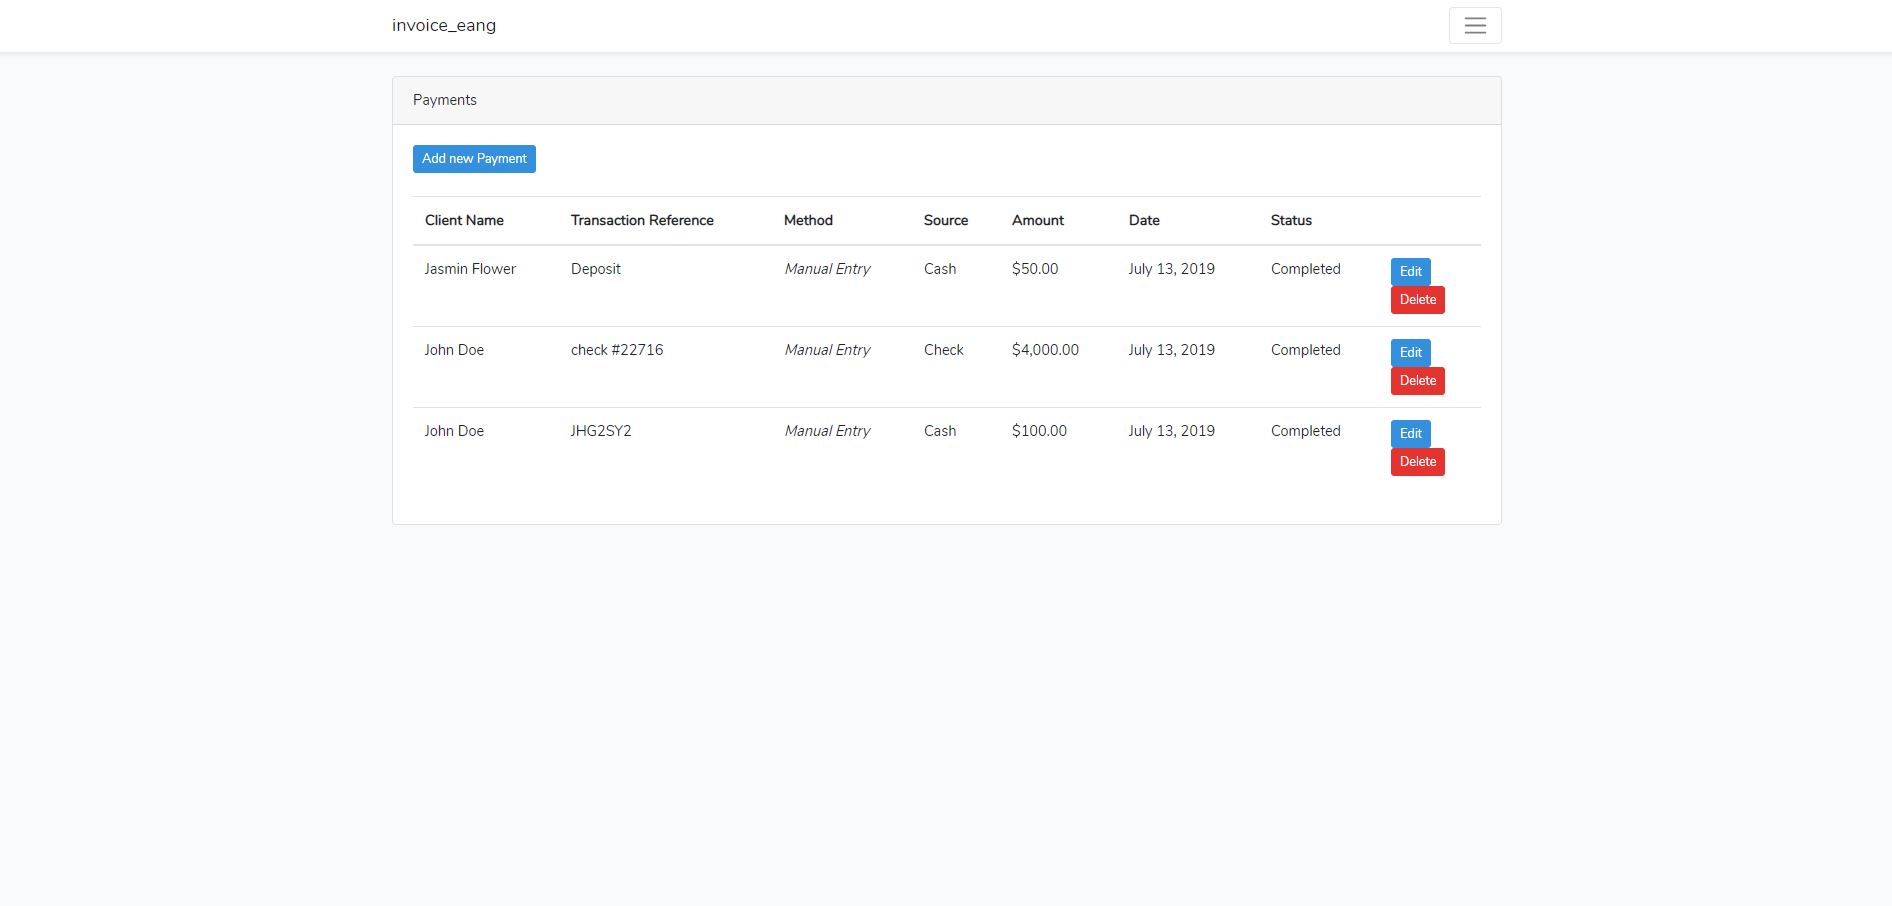 invoice_eang
Payments
Add new Payment
Client Name Transaction Reference Method Source Amount Date Status
Jasmin Flower Deposit Manual Entry Cash $50.00 July 13, 2019 Completed Edit
Delete
John Doe check #22716 Manual Entry Check $4,000.00 July 13, 2019 Completed Edit
Delete
John Doe JHG2SY2 Manual Entry Cash $100.00 July 13, 2019 Completed Edit
Delete